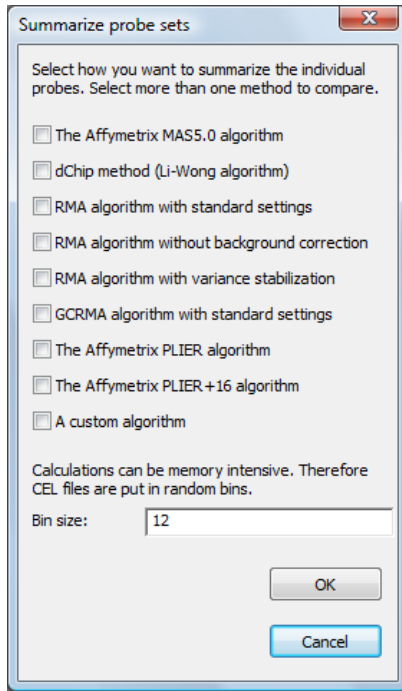 Summarize probe sets
Select how you want to summarize the individual
probes. Select more than one method to compare.
The Affymetrix MAS5.0 algorithm
dChip method (Li-Wong algorithm)
RMA algorithm with standard settings
RMA algorithm without background correction
RMA algorithm with variance stabilization
GCRMA algorithm with standard settings
The Affymetrix PLIER algorithm
The Affymetrix PLIER+16 algorithm
A custom algorithm
Calculations can be memory intensive. Therefore
CEL files are put in random bins.
Bin size: 12
OK
Cancel